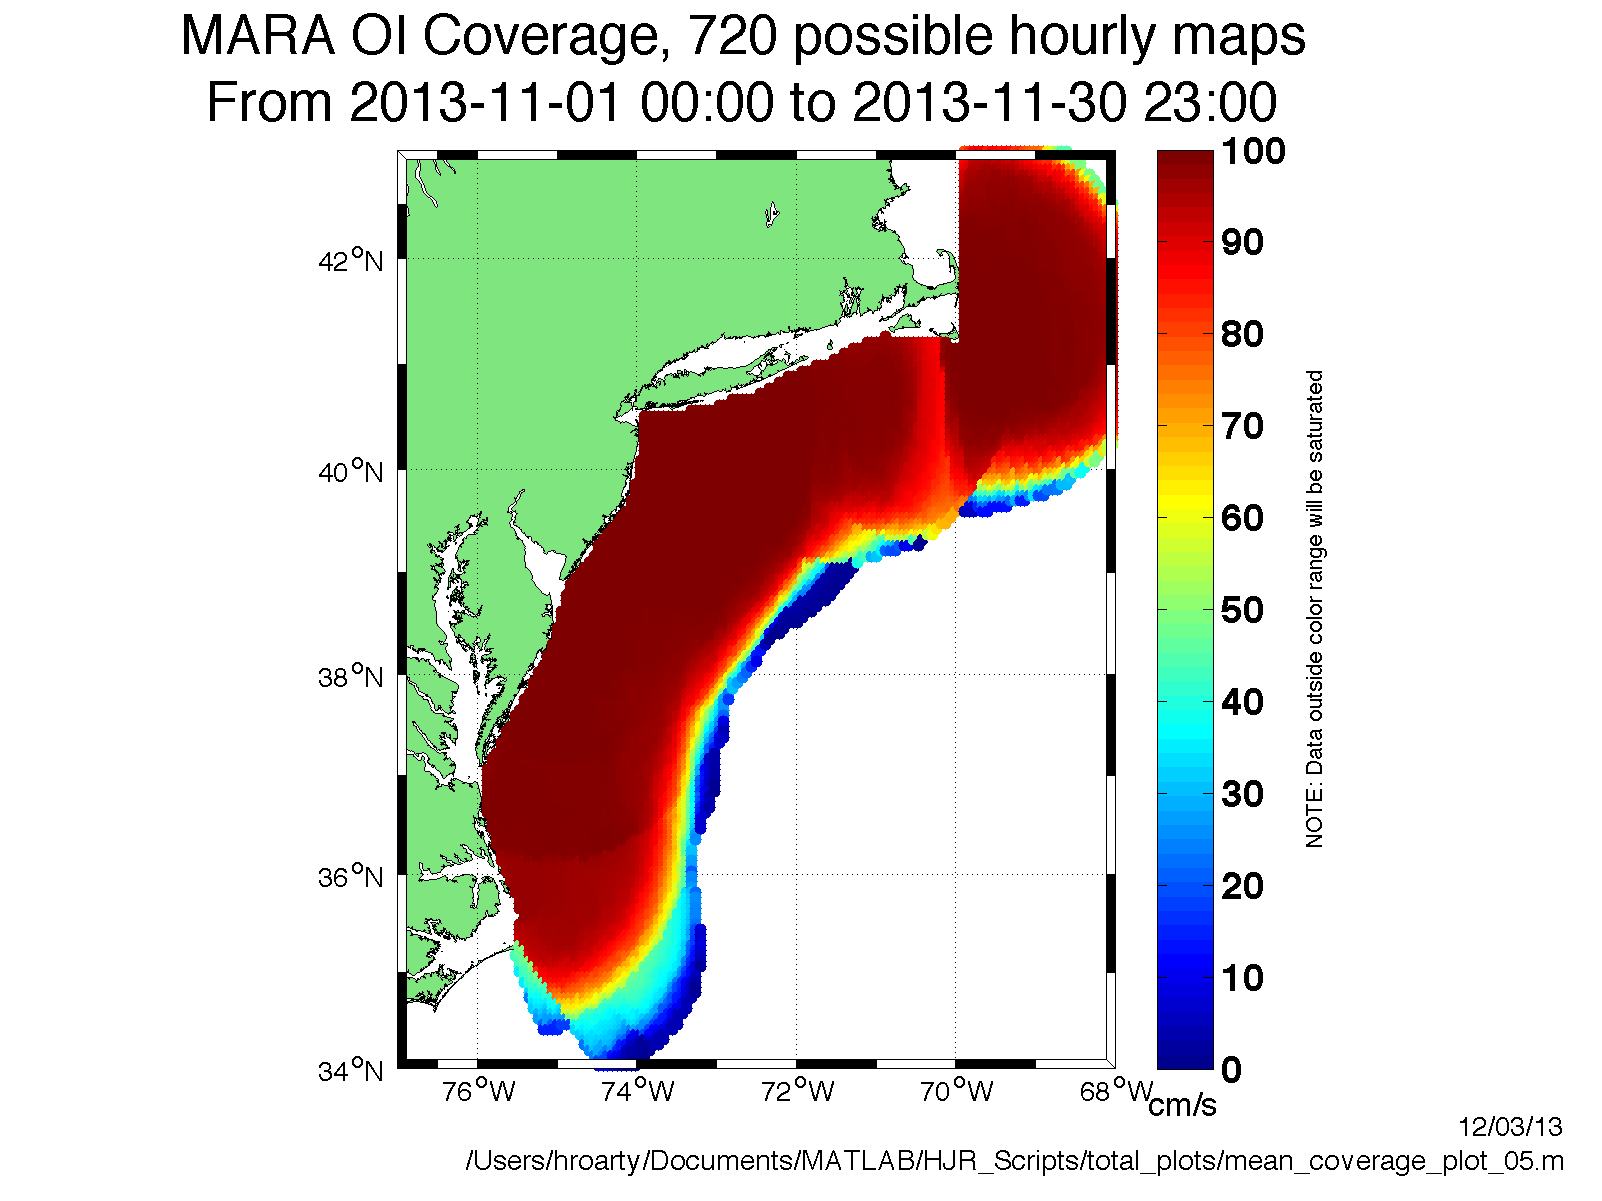 MARA OI Coverage, 720 possible hourly maps
From 2013-11-01 00:00 to 2013-11-30 23:00
42°N
40°N
38°N
36°N
34°N
76°W
74°W
72°W
70°W
68°W
100
90
80
70
60
50
40
30
20
10
0
cm/s
NOTE: Data outside color range will be saturated
12/03/13
/Users/hroarty/Documents/MATLAB/HJR_Scripts/total_plots/mean_coverage_plot_05.m